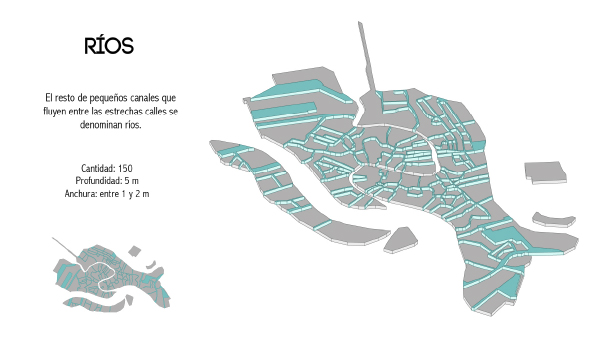 RÍOS
El resto de pequeños canales que
fluyen entre las estrechas calles se
denominan rios.
Cantidad: 150
Profundidad: 5 m
Anchura: entre 1 y 2 m